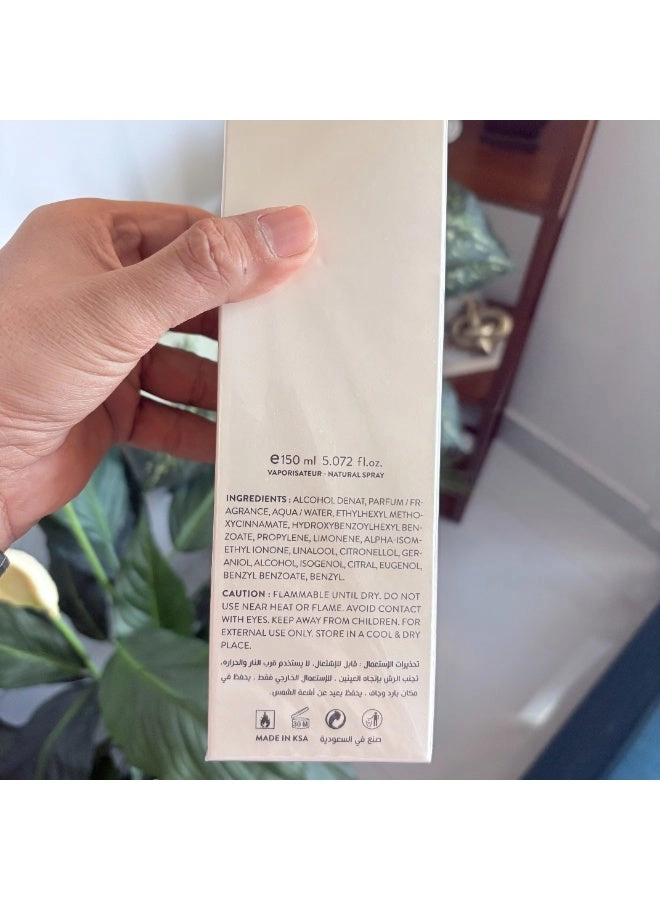 e150 ml 5.072 fl.oz.
VAPORISATEUR - NATURAL SPRAY
INGREDIENTS : ALCOHOL DENAT, PARFUM / FR-
AGRANCE, AQUA / WATER, ETHYLHEXYL METHO-
XYCINNAMATE, HYDROXYBENZOYLHEXYL BEN-
ZOATE, PROPYLENE, LIMONENE, ALPHA-ISOM-
ETHYL IONONE, LINALOOL, CITRONELLOL, GER-
ANIOL, ALCOHOL, ISOGENOL, CITRAL, EUGENOL,
BENZYL BENZOATE, BENZYL.
CAUTION : FLAMMABLE UNTIL DRY. DO NOT
USE NEAR HEAT OR FLAME. AVOID CONTACT
WITH EYES. KEEP AWAY FROM CHILDREN. FOR
EXTERNAL USE ONLY. STORE IN A COOL & DRY
PLACE.
تحذيرات الإستعمال : قابل للإشتعال. لا يستخدم قرب النار والحراره.
تجنب الرش بإتجاه العينين . للإستعمال الخارجي فقط . يحفظ في
مكان بارد وجاف . يحفظ بعيد عن أشعة الشمس.
30 M
MADE IN KSA صنع في السعودية